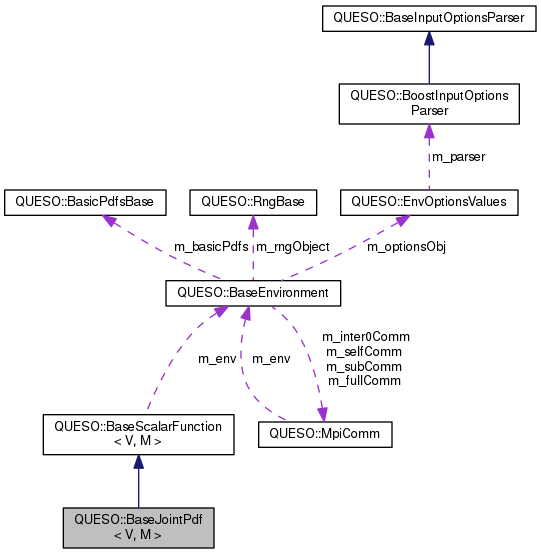 QUESO::BaseInputOptionsParser
QUESO::BoostInputOptions
Parser
m_parser
QUESO::BasicPdfsBase
QUESO::RngBase
QUESO::EnvOptionsValues
m_basicPdfs
m_rngObject
m_optionsObj
QUESO::BaseEnvironment
m_env
m_env
m_inter0Comm
m_selfComm
m_subComm
m_fullComm
QUESO::BaseScalarFunction
< V, M >
QUESO::MpiComm
QUESO::BaseJointPdf
< V, M >